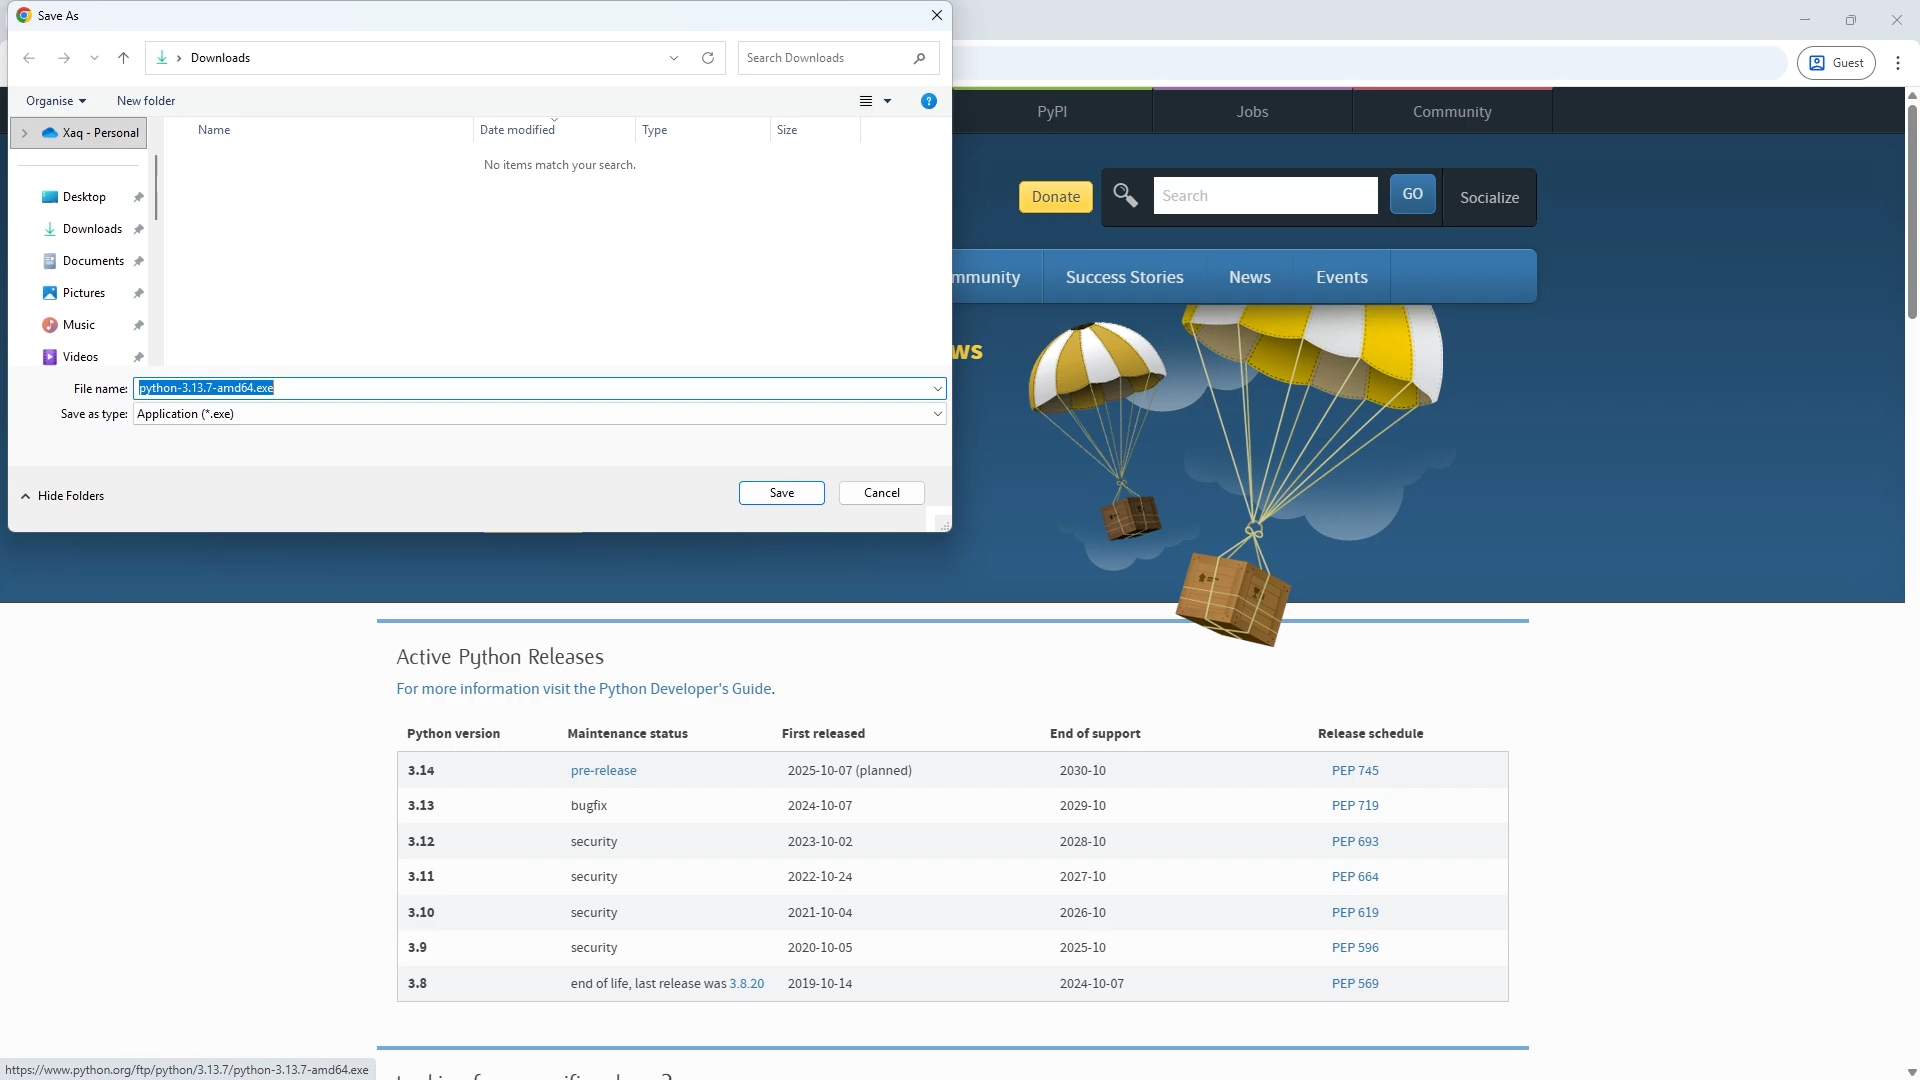 Save As
Downloads
Search Downloads
Guest
Organise
New folder
?
PyPI
Jobs
Community
Xaq - Personal
Name
Date modified
Type
Size
No items match your search.
Desktop
Downloads
Documents
Pictures
Music
Videos
Donate
Search
GO
Socialize
mmunity
Success Stories
News
Events
ws
File name:
python-3.13.7-amd64.exe
Save as type:
Application (*.exe)
Hide Folders
Save
Cancel
Active Python Releases
For more information visit the Python Developer's Guide.
Python version Maintenance status First released End of support Release schedule
3.14 pre-release 2025-10-07 (planned) 2030-10 PEP 745
3.13 bugfix 2024-10-07 2029-10 PEP 719
3.12 security 2023-10-02 2028-10 PEP 693
3.11 security 2022-10-24 2027-10 PEP 664
3.10 security 2021-10-04 2026-10 PEP 619
3.9 security 2020-10-05 2025-10 PEP 596
3.8 end of life, last release was 3.8.20 2019-10-14 2024-10-07 PEP 569
https://www.python.org/ftp/python/3.13.7/python-3.13.7-amd64.exe